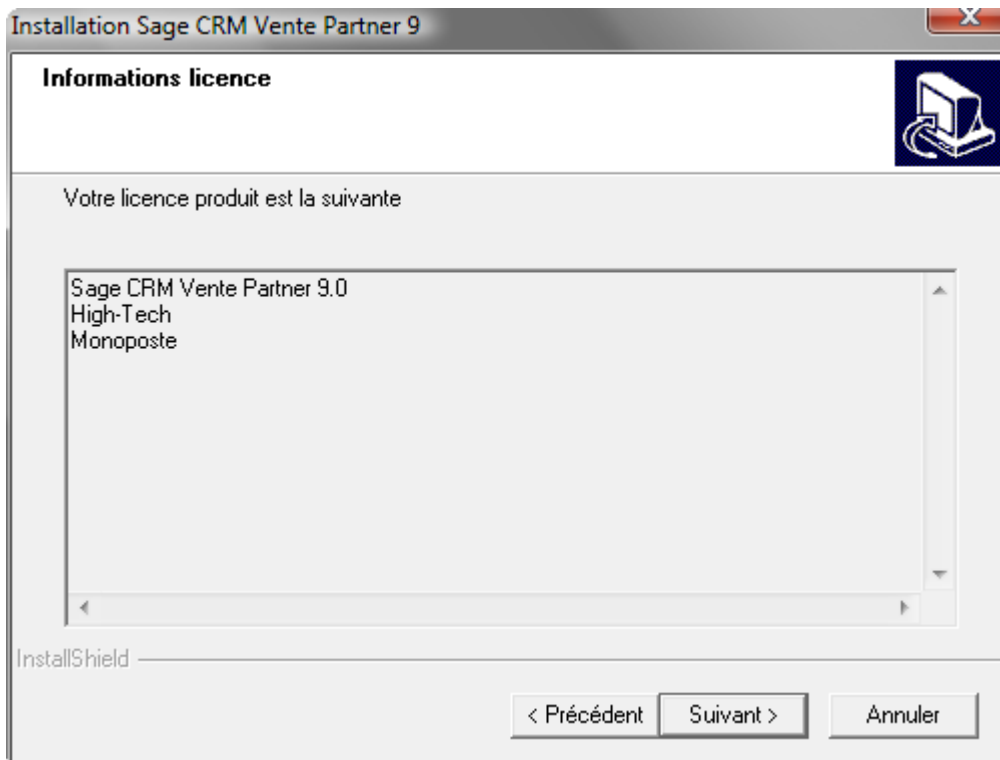 Installation Sage CRM Vente Partner 9
Informations licence
Votre licence produit est la suivante
Sage CRM Vente Partner 9.0
High-Tech
Monoposte
InstallShield
< Précédent
Suivant >
Annuler